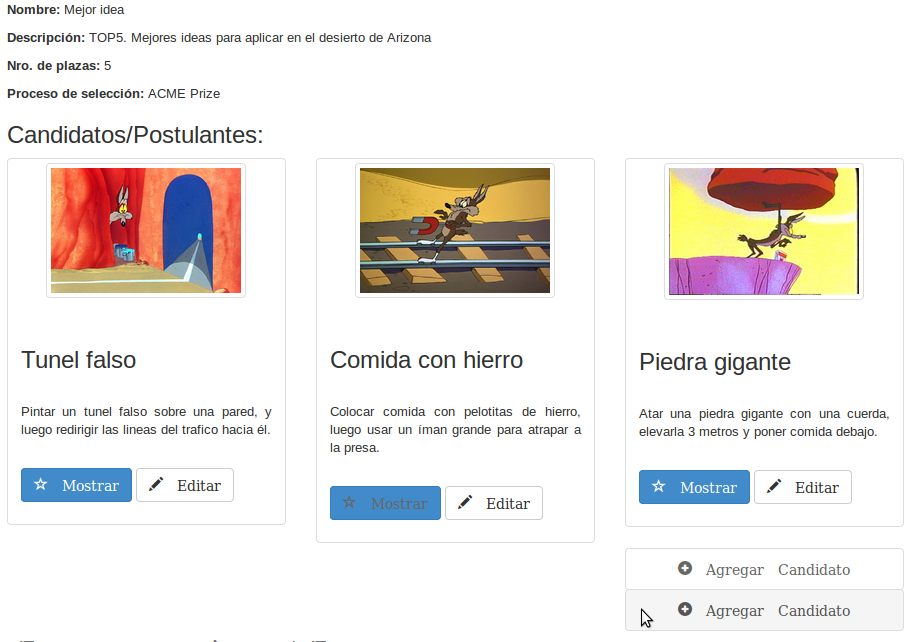 Nombre: Mejor idea
Descripción: TOP5. Mejores ideas para aplicar en el desierto de Arizona
Nro. de plazas: 5
Proceso de selección: ACME Prize
Candidatos/Postulantes:
Tunel falso
Pintar un tunel falso sobre una pared, y
luego redirigir las lineas del trafico hacia él.
Mostrar Editar
Comida con hierro
Colocar comida con pelotitas de hierro,
luego usar un íman grande para atrapar a
la presa.
Mostrar Editar
Piedra gigante
Atar una piedra gigante con una cuerda,
elevarla 3 metros y poner comida debajo.
Mostrar Editar
Agregar Candidato
Agregar Candidato